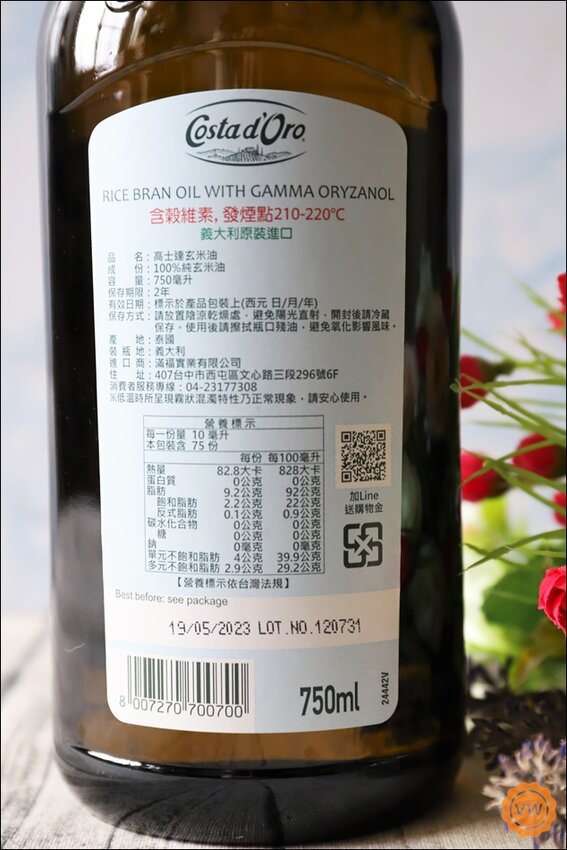 Costa d'Oro
RICE BRAN OIL WITH GAMMA ORYZANOL
含穀維素, 發煙點210-220°C
義大利原裝進口
品 名：高士達玄米油
成 份：100%純玄米油
容 量：750毫升
保存期限：2年
有效日期：標示於產品包裝上(西元 日/月/年)
保存方式：請放置陰涼乾燥處，避免陽光直射，開封後請冷藏
保存。使用後請擦拭瓶口殘油，避免氧化影響風味。
產 地：泰國
裝 瓶 地：義大利
進 口 商：滿福實業有限公司
住 址：407台中市西屯區文心路三段296號6F
消費者服務專線：04-23177308
※低溫時所呈現霧狀混濁特性乃正常現象，請安心使用。
營養標示
每一份量 10 毫升
本包裝含 75 份
每份 每100毫升
熱量 82.8大卡 828大卡
蛋白質 0公克 0公克
脂肪 9.2公克 92公克
飽和脂肪 2.2公克 22公克
反式脂肪 0.1公克 0.9公克
碳水化合物 0公克 0公克
糖 0公克 0公克
鈉 0毫克 0毫克
單元不飽和脂肪 4公克 39.9公克
多元不飽和脂肪 2.9公克 29.2公克
【營養標示依台灣法規】
加Line
送購物金
Best before: see package
19/05/2023 LOT.NO.120731
8 007270 700700
750ml
24442V
VW